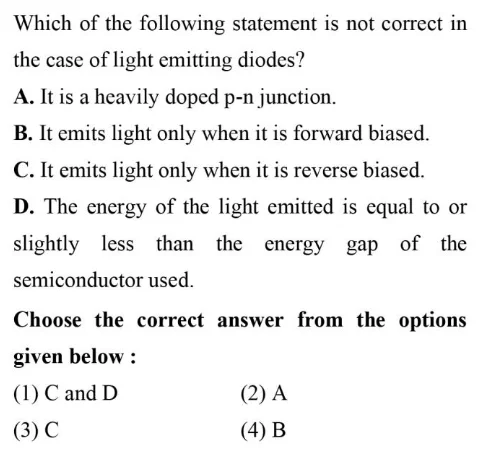 Which of the following statement is not correct in
the case of light emitting diodes?
A. It is a heavily doped p-n junction.
B. It emits light only when it is forward biased.
C. It emits light only when it is reverse biased.
D. The energy of the light emitted is equal to or
slightly less than the energy gap of the
semiconductor used.
Choose the correct answer from the options
given below :
(1) C and D (2) A
(3) C (4) B